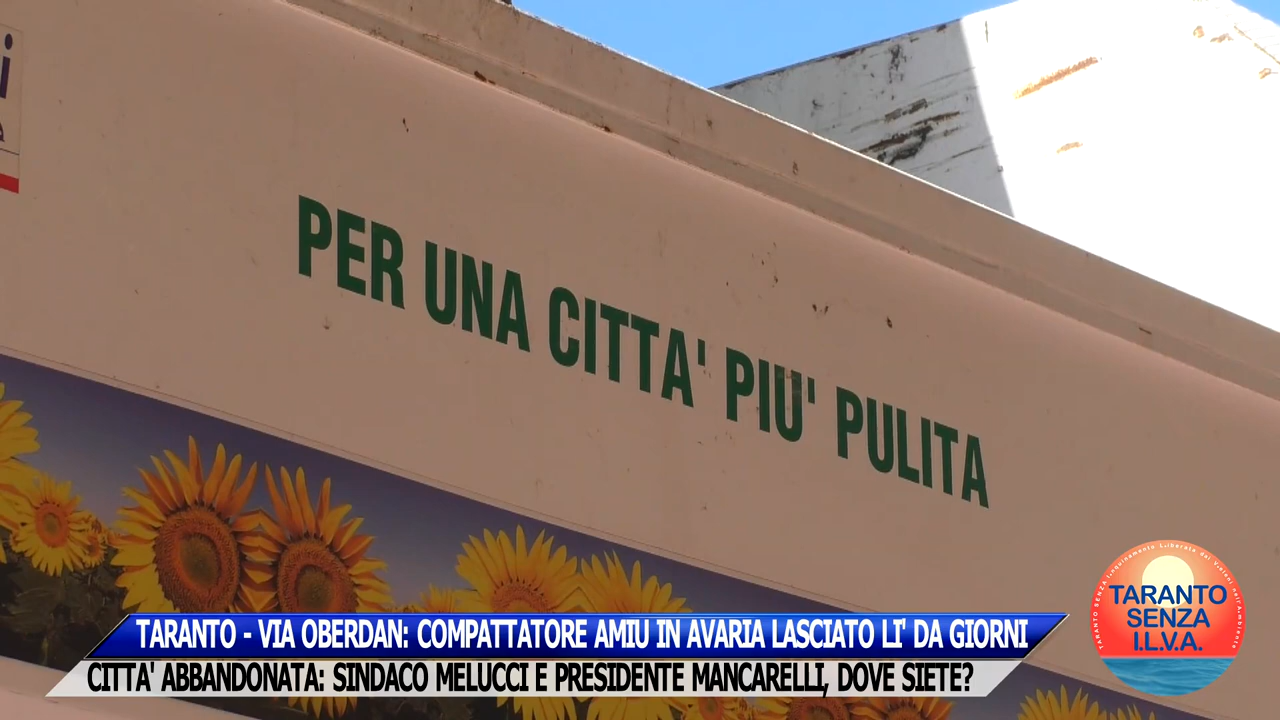 PER UNA CITTA' PIU' PULITA
TARANTO - VIA OBERDAN: COMPATTATORE AMIU IN AVARIA LASCIATO LI' DA GIORNI
CITTA' ABBANDONATA: SINDACO MELUCCI E PRESIDENTE MANCARELLI, DOVE SIETE?
TARANTO
SENZA
I.L.V.A.